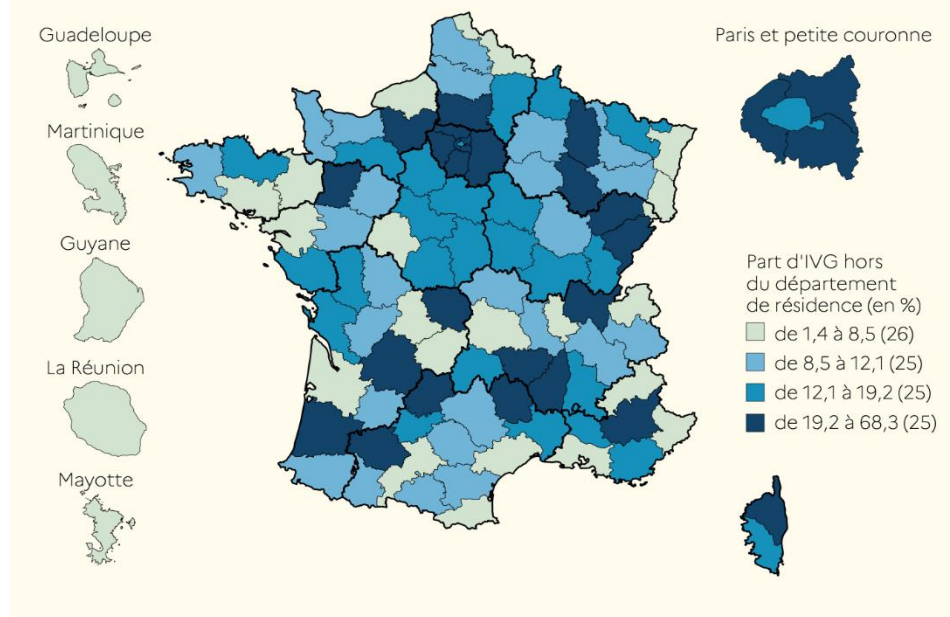 Guadeloupe
Martinique
Guyane
La Réunion
Mayotte
Paris et petite couronne
Part d'IVG hors
du département
de résidence (en %)
de 1,4 à 8,5 (26)
de 8,5 à 12,1 (25)
de 12,1 à 19,2 (25)
de 19,2 à 68,3 (25)